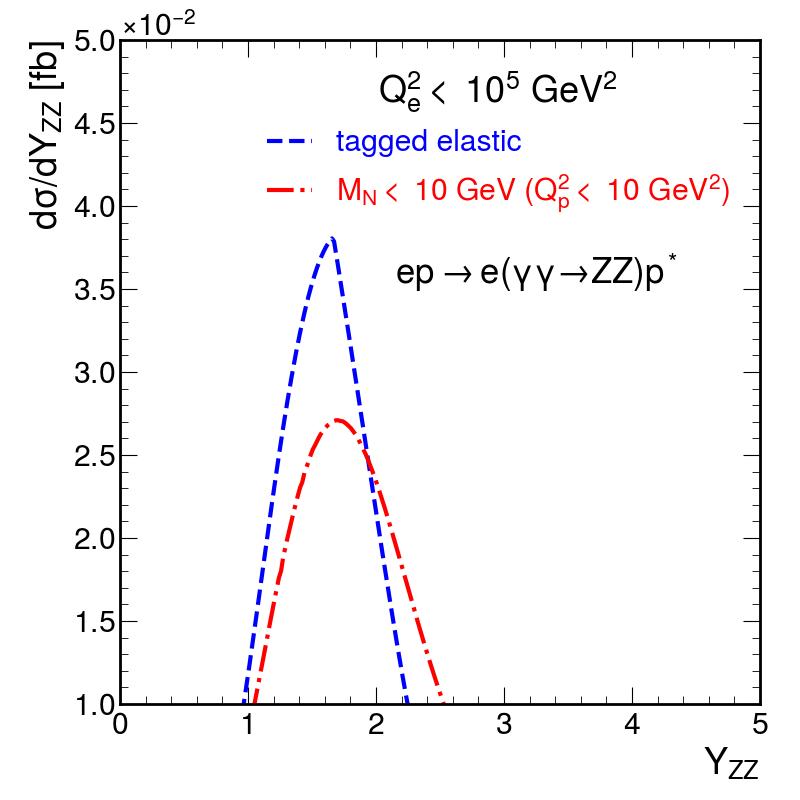 ×10⁻²
dσ/dY_ZZ [fb]
Q²_e < 10⁵ GeV²
tagged elastic
M_N < 10 GeV (Q²_p < 10 GeV²)
ep → e(γγ→ZZ)p*
5.0
4.5
4.0
3.5
3.0
2.5
2.0
1.5
1.0
0 1 2 3 4 5
Y_ZZ